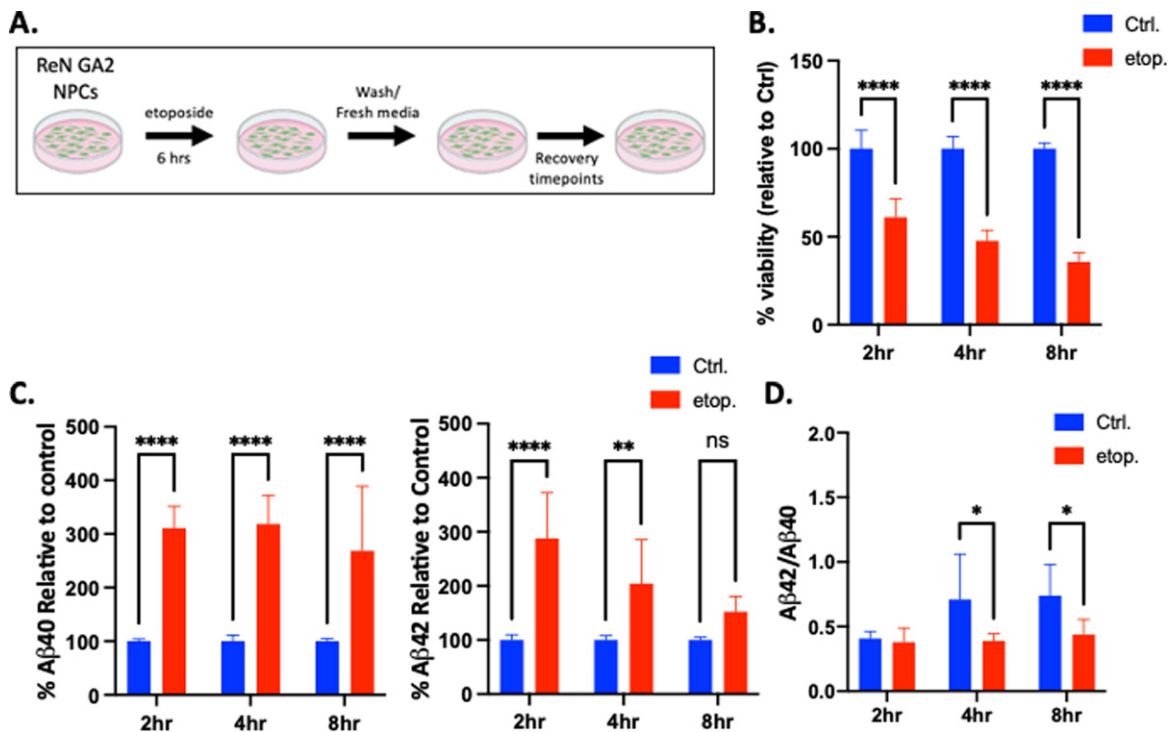 A.
ReN GA2
NPCs
etoposide
6 hrs
Wash/
Fresh media
Recovery
timepoints
B.
Ctrl.
etop.
% viability (relative to Ctrl)
150
100
50
0
****
****
****
2hr
4hr
8hr
C.
% Aβ40 Relative to control
500
400
300
200
100
0
****
****
****
2hr
4hr
8hr
Ctrl.
etop.
% Aβ42 Relative to Control
500
400
300
200
100
0
****
**
ns
2hr
4hr
8hr
D.
Ctrl.
etop.
Aβ42/Aβ40
2.0
1.5
1.0
0.5
0.0
*
*
2hr
4hr
8hr